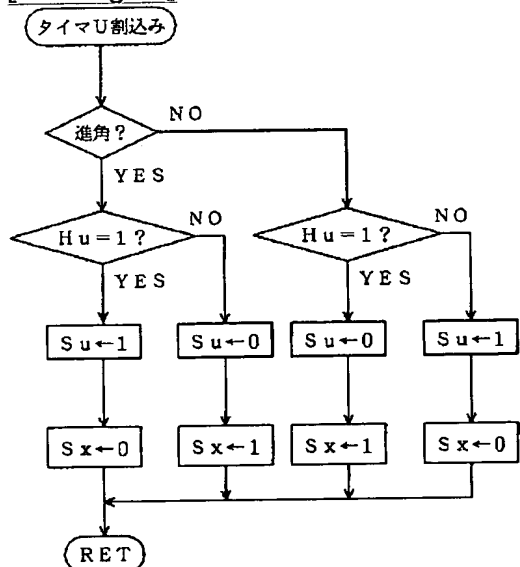 タイマU割込み
進角?
NO
YES
Hu=1?
NO
Hu=1?
NO
YES
YES
Su←1
Su←0
Su←0
Su←1
Sx←0
Sx←1
Sx←1
Sx←0
RET